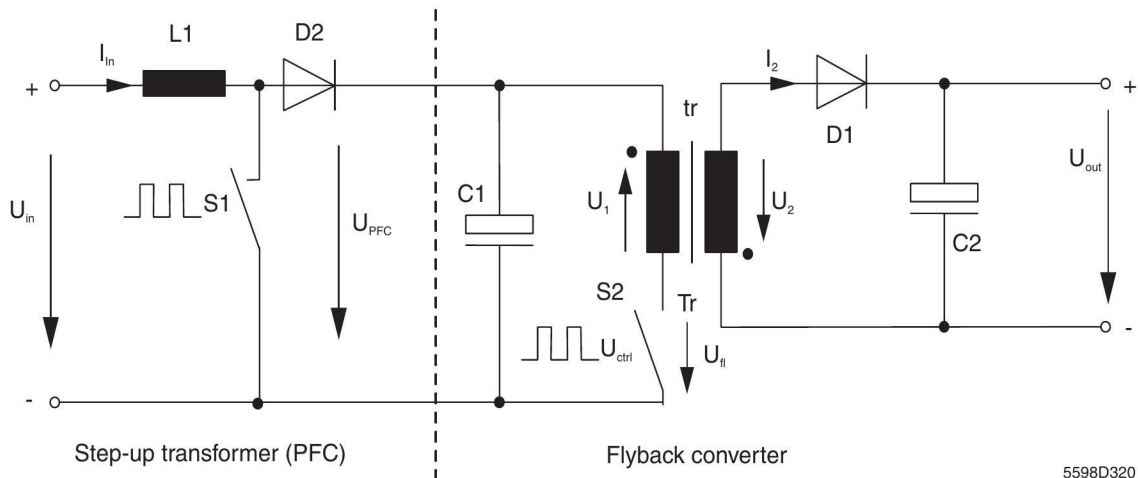 I_In
L1
D2
+
S1
U_in
U_PFC
-
Step-up transformer (PFC)
C1
tr
U_1
U_2
S2
Tr
U_ctrl
U_fl
Flyback converter
I_2
D1
+
U_out
C2
-
5598D320